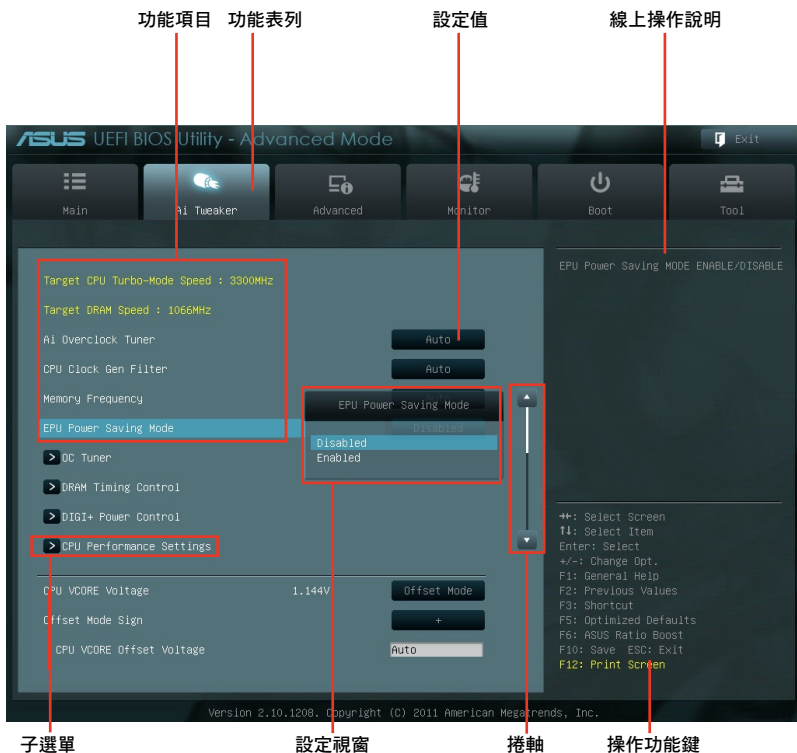 功能項目 功能表列 設定值 線上操作說明
ASUS UEFI BIOS Utility - Advanced Mode
Exit
Main Ai Tweaker Advanced Monitor Boot Tool
EPU Power Saving MODE ENABLE/DISABLE
Target CPU Turbo-Mode Speed : 3300MHz
Target DRAM Speed : 1066MHz
Ai Overclock Tuner Auto
CPU Clock Gen Filter Auto
Memory Frequency
EPU Power Saving Mode Disabled
EPU Power Saving Mode
Disabled
Enabled
> OC Tuner
> DRAM Timing Control
> DIGI+ Power Control
> CPU Performance Settings
CPU VCORE Voltage 1.144V Offset Mode
Offset Mode Sign +
CPU VCORE Offset Voltage Auto
→←: Select Screen
↑↓: Select Item
Enter: Select
+/-: Change Opt.
F1: General Help
F2: Previous Values
F3: Shortcut
F5: Optimized Defaults
F6: ASUS Ratio Boost
F10: Save ESC: Exit
F12: Print Screen
Version 2.10.1208. Copyright (C) 2011 American Megatrends, Inc.
子選單 設定視窗 捲軸 操作功能鍵